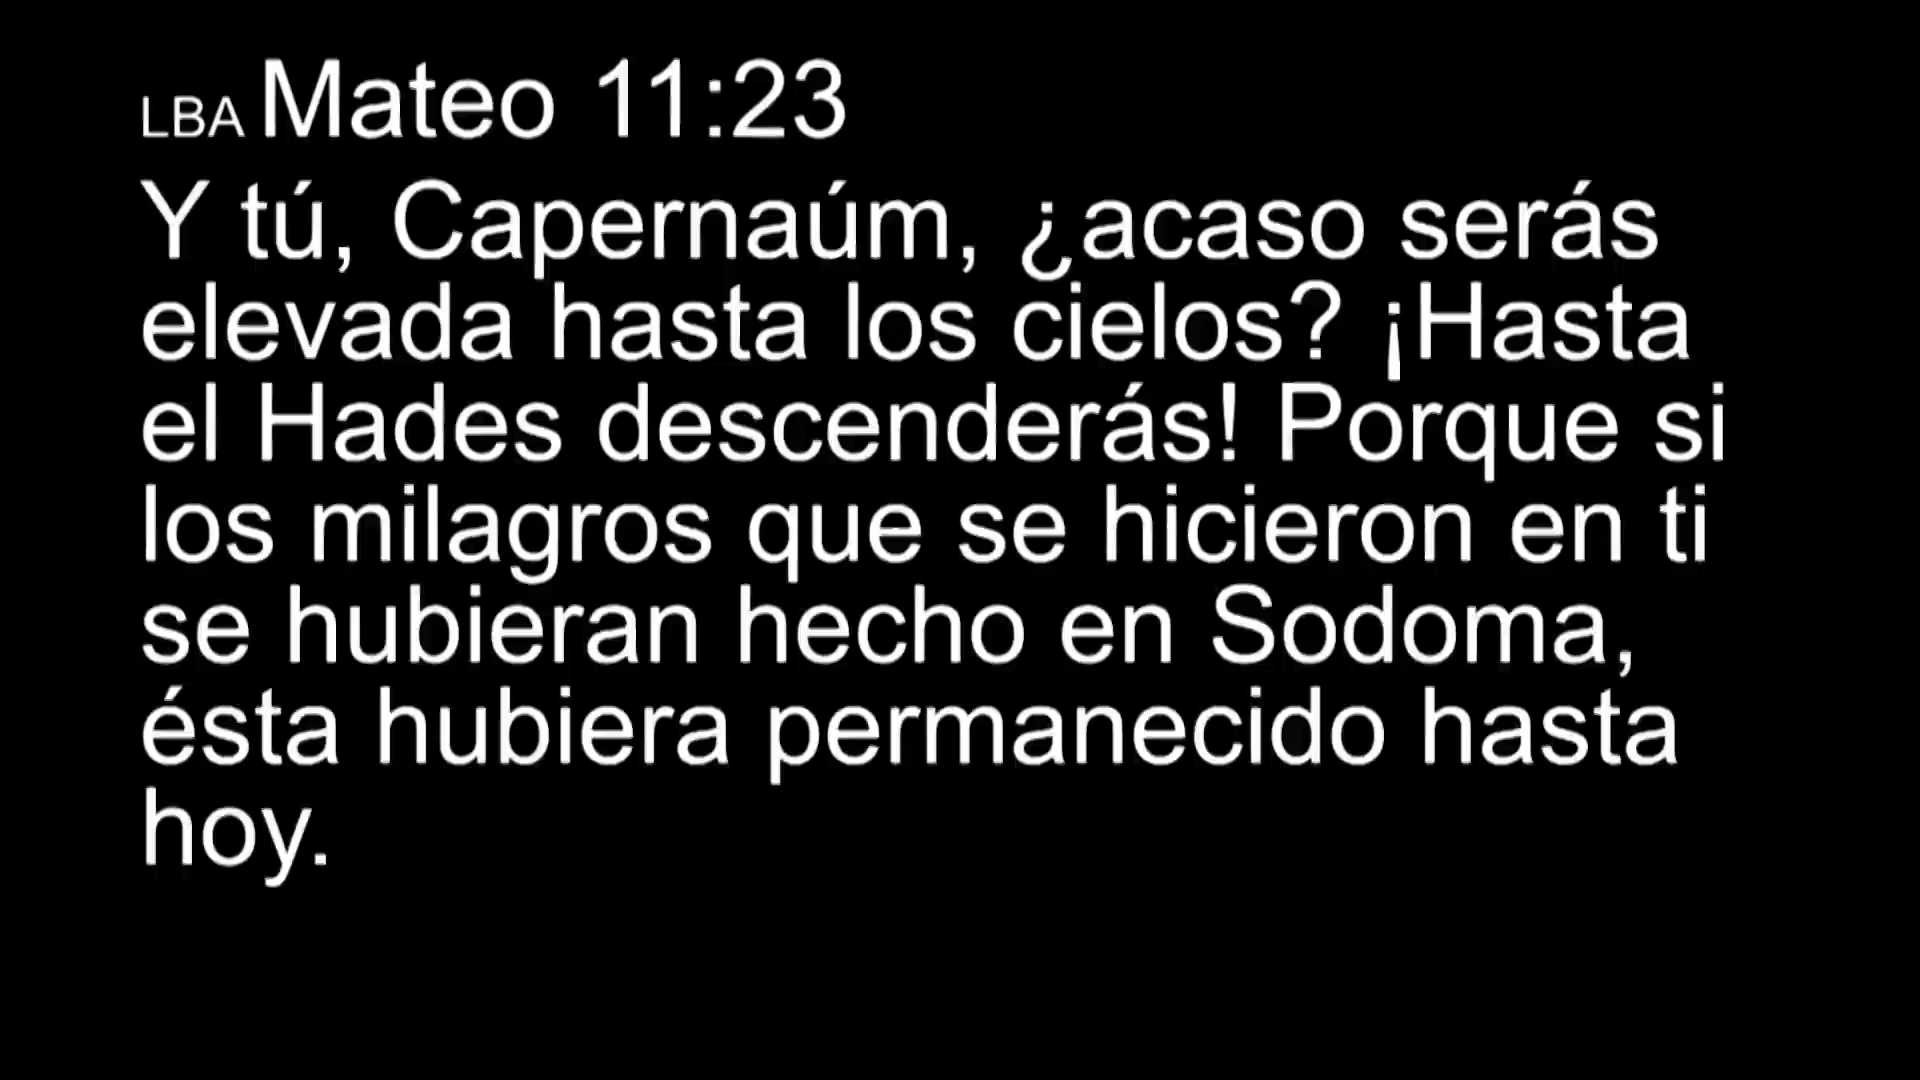 LBA Mateo 11:23
Y tú, Capernaúm, ¿acaso serás
elevada hasta los cielos? ¡Hasta
el Hades descenderás! Porque si
los milagros que se hicieron en ti
se hubieran hecho en Sodoma,
ésta hubiera permanecido hasta
hoy.